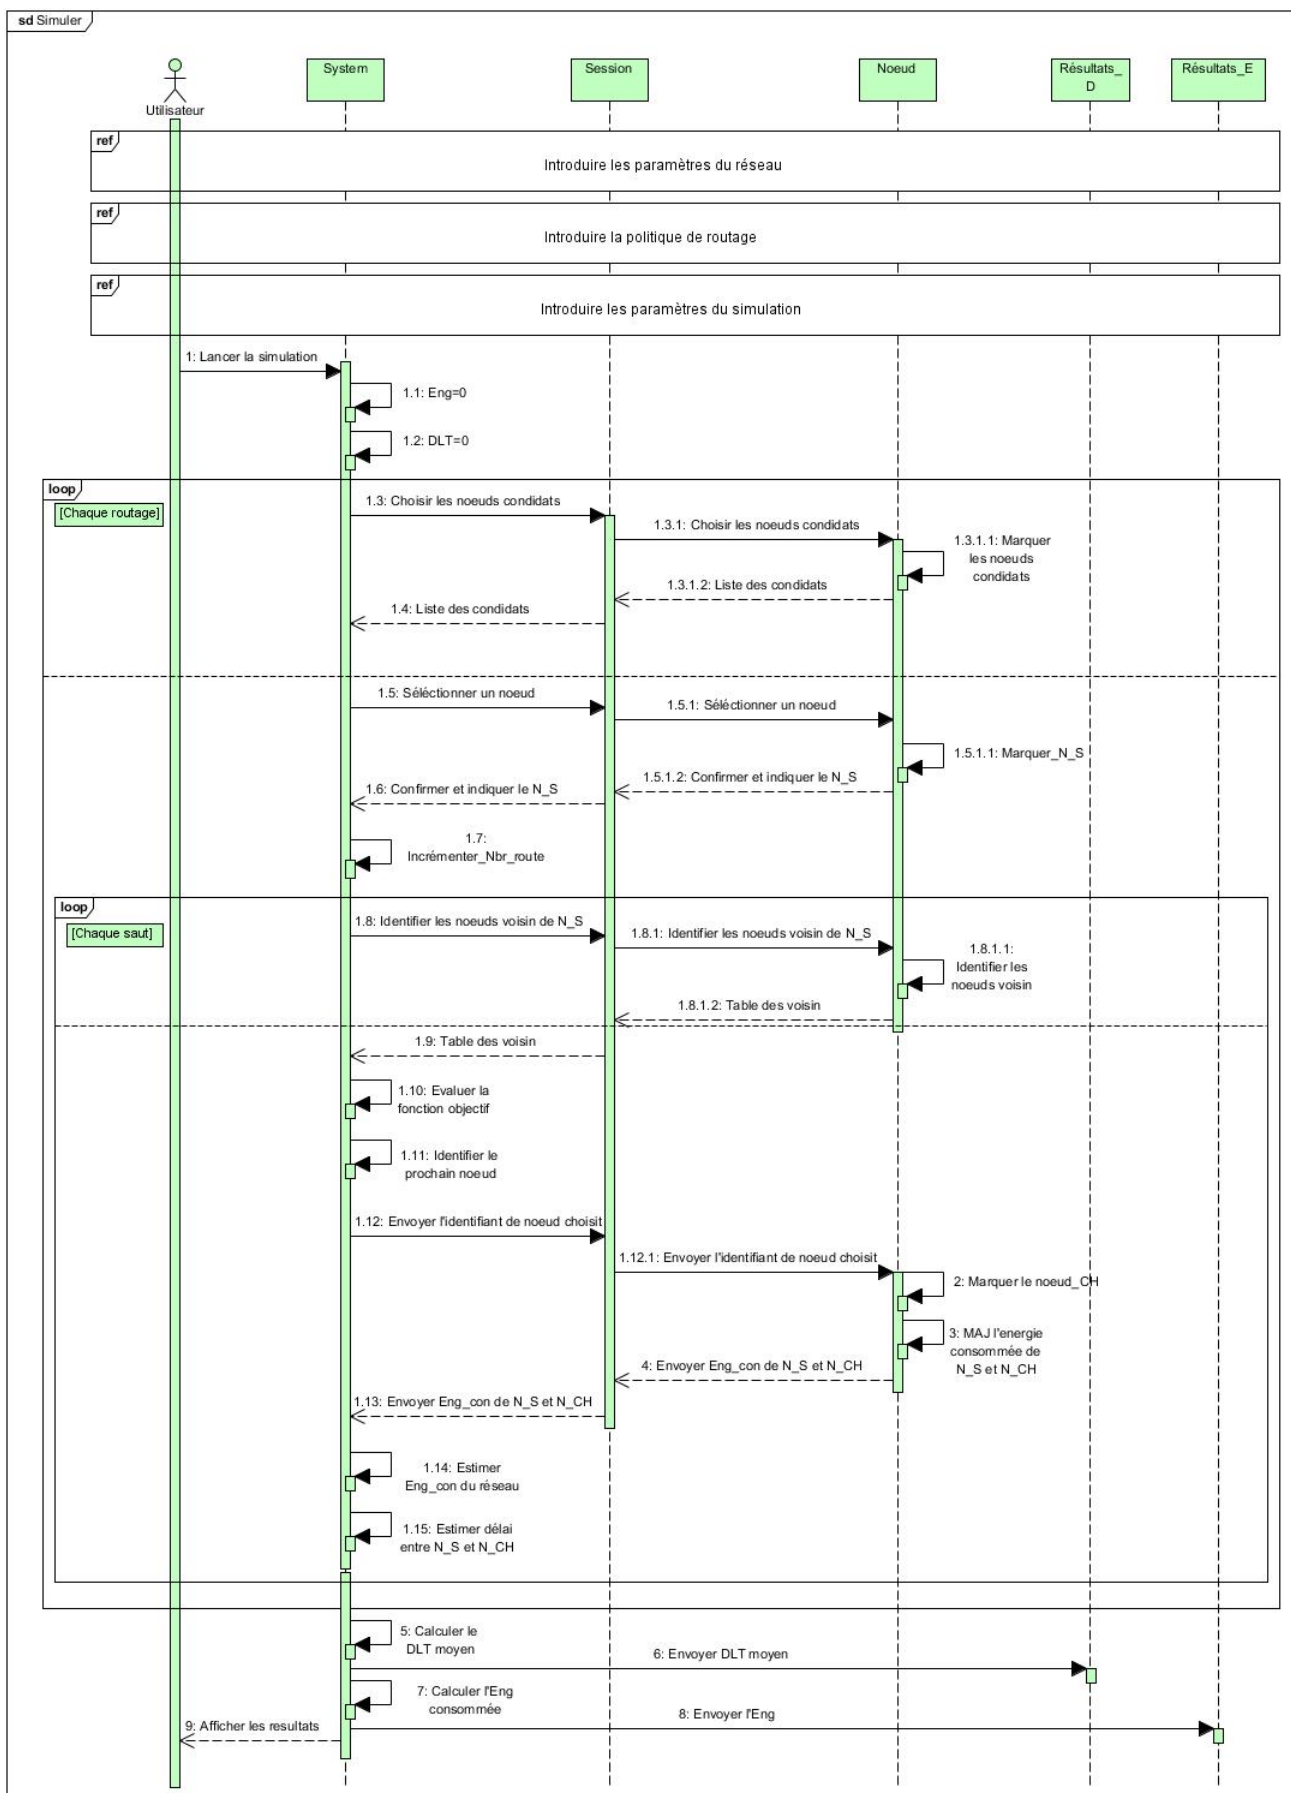 sd Simuler
Utilisateur
System
Session
Noeud
Résultats_
D
Résultats_E
ref
Introduire les paramètres du réseau
ref
Introduire la politique de routage
ref
Introduire les paramètres du simulation
1: Lancer la simulation
1.1: Eng=0
1.2: DLT=0
loop
[Chaque routage]
1.3: Choisir les noeuds condidats
1.3.1: Choisir les noeuds condidats
1.3.1.1: Marquer
les noeuds
condidats
1.3.1.2: Liste des condidats
1.4: Liste des condidats
1.5: Séléctionner un noeud
1.5.1: Séléctionner un noeud
1.5.1.1: Marquer_N_S
1.5.1.2: Confirmer et indiquer le N_S
1.6: Confirmer et indiquer le N_S
1.7:
Incrémenter_Nbr_route
loop
[Chaque saut]
1.8: Identifier les noeuds voisin de N_S
1.8.1: Identifier les noeuds voisin de N_S
1.8.1.1:
Identifier les
noeuds voisin
1.8.1.2: Table des voisin
1.9: Table des voisin
1.10: Evaluer la
fonction objectif
1.11: Identifier le
prochain noeud
1.12: Envoyer l'identifiant de noeud choisit
1.12.1: Envoyer l'identifiant de noeud choisit
2: Marquer le noeud_CH
3: MAJ l'energie
consommée de
N_S et N_CH
4: Envoyer Eng_con de N_S et N_CH
1.13: Envoyer Eng_con de N_S et N_CH
1.14: Estimer
Eng_con du réseau
1.15: Estimer délai
entre N_S et N_CH
5: Calculer le
DLT moyen
6: Envoyer DLT moyen
7: Calculer l'Eng
consommée
8: Envoyer l'Eng
9: Afficher les resultats